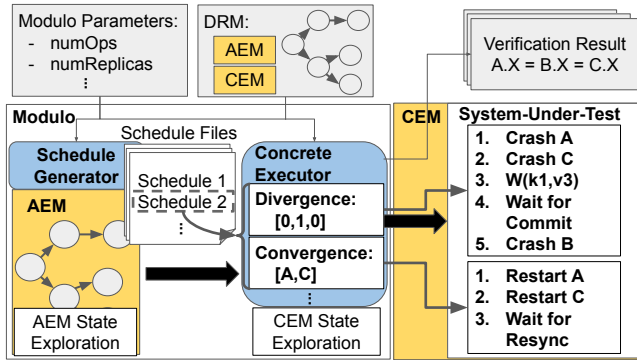 Modulo Parameters:
- numOps
- numReplicas
⋮
DRM:
AEM
CEM
Verification Result
A.X = B.X = C.X
Modulo
Schedule Files
Schedule
Generator
AEM
AEM State
Exploration
Schedule 1
Schedule 2
⋮
Concrete
Executor
Divergence:
[0,1,0]
Convergence:
[A,C]
⋮
CEM State
Exploration
CEM
System-Under-Test
1. Crash A
2. Crash C
3. W(k1,v3)
4. Wait for
Commit
5. Crash B
1. Restart A
2. Restart C
3. Wait for
Resync